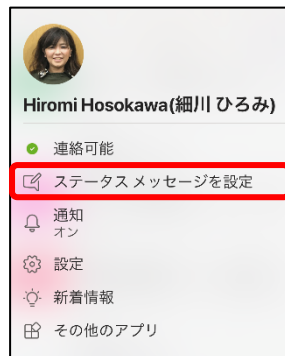 Hiromi Hosokawa(細川 ひろみ)
連絡可能
ステータス メッセージを設定
通知
オン
設定
新着情報
その他のアプリ